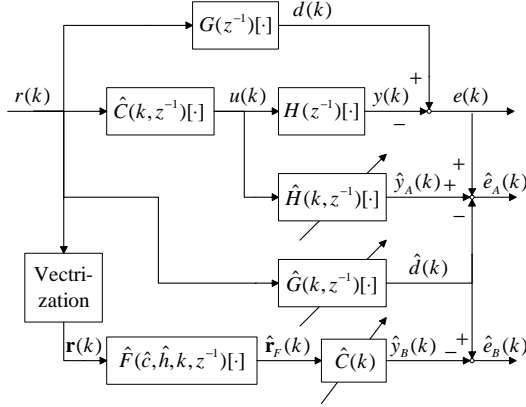 G(z⁻¹)[·]
d(k)
r(k)
Ĉ(k, z⁻¹)[·]
u(k)
H(z⁻¹)[·]
y(k)
+
−
e(k)
Ĥ(k, z⁻¹)[·]
ŷ_A(k)
+
+
−
ê_A(k)
Ĝ(k, z⁻¹)[·]
d̂(k)
Vectri-
zation
𝐫(k)
F̂(ĉ, ĥ, k, z⁻¹)[·]
𝐫̂_F(k)
Ĉ(k)
ŷ_B(k)
−
+
ê_B(k)